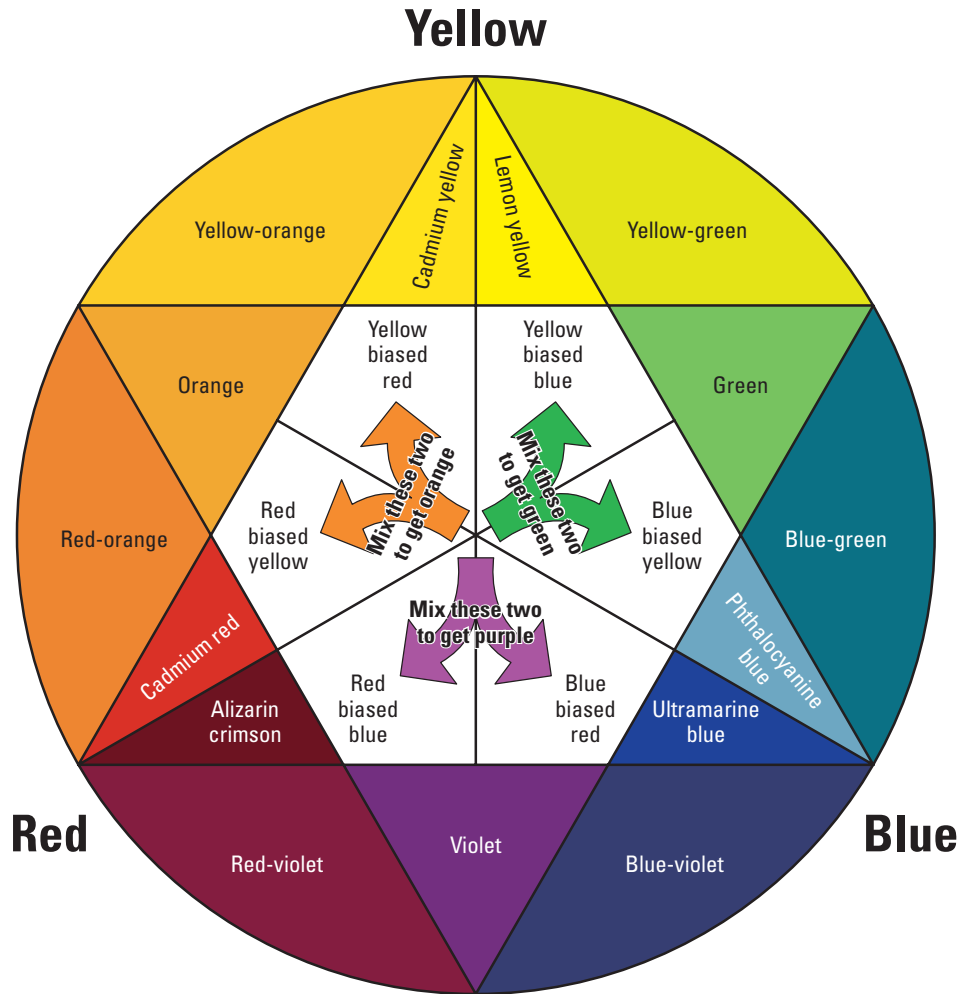 Yellow
Cadmium yellow
Lemon yellow
Yellow-orange
Yellow-green
Yellow
biased
red
Yellow
biased
blue
Orange
Green
Mix these two
to get orange
Mix these two
to get green
Red
biased
yellow
Blue
biased
yellow
Red-orange
Blue-green
Mix these two
to get purple
Cadmium red
Phthalocyanine
blue
Alizarin
crimson
Red
biased
blue
Blue
biased
red
Ultramarine
blue
Red
Blue
Red-violet
Violet
Blue-violet